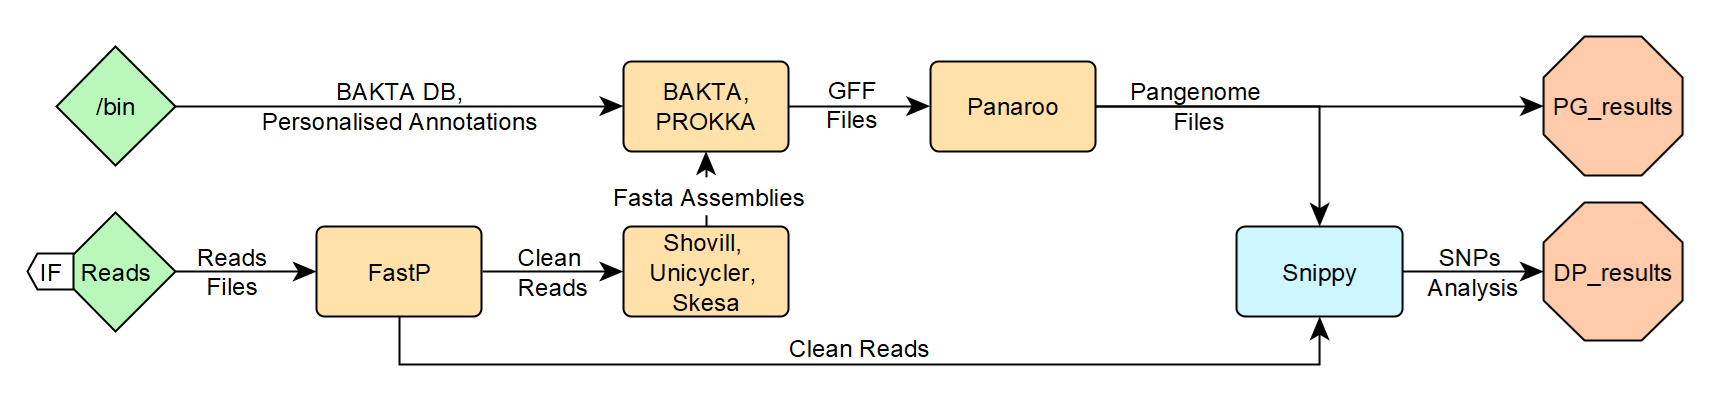 /bin
BAKTA DB,
Personalised Annotations
BAKTA,
PROKKA
GFF
Files
Panaroo
Pangenome
Files
PG_results
Fasta Assemblies
IF
Reads
Reads
Files
FastP
Clean
Reads
Shovill,
Unicycler,
Skesa
Snippy
SNPs
Analysis
DP_results
Clean Reads